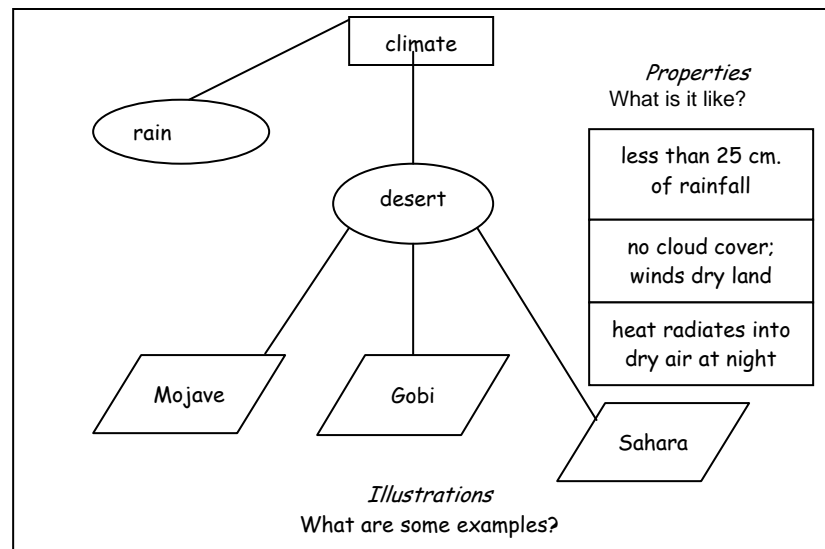 climate
Properties
What is it like?
rain
less than 25 cm.
of rainfall
desert
no cloud cover;
winds dry land
heat radiates into
dry air at night
Mojave
Gobi
Sahara
Illustrations
What are some examples?